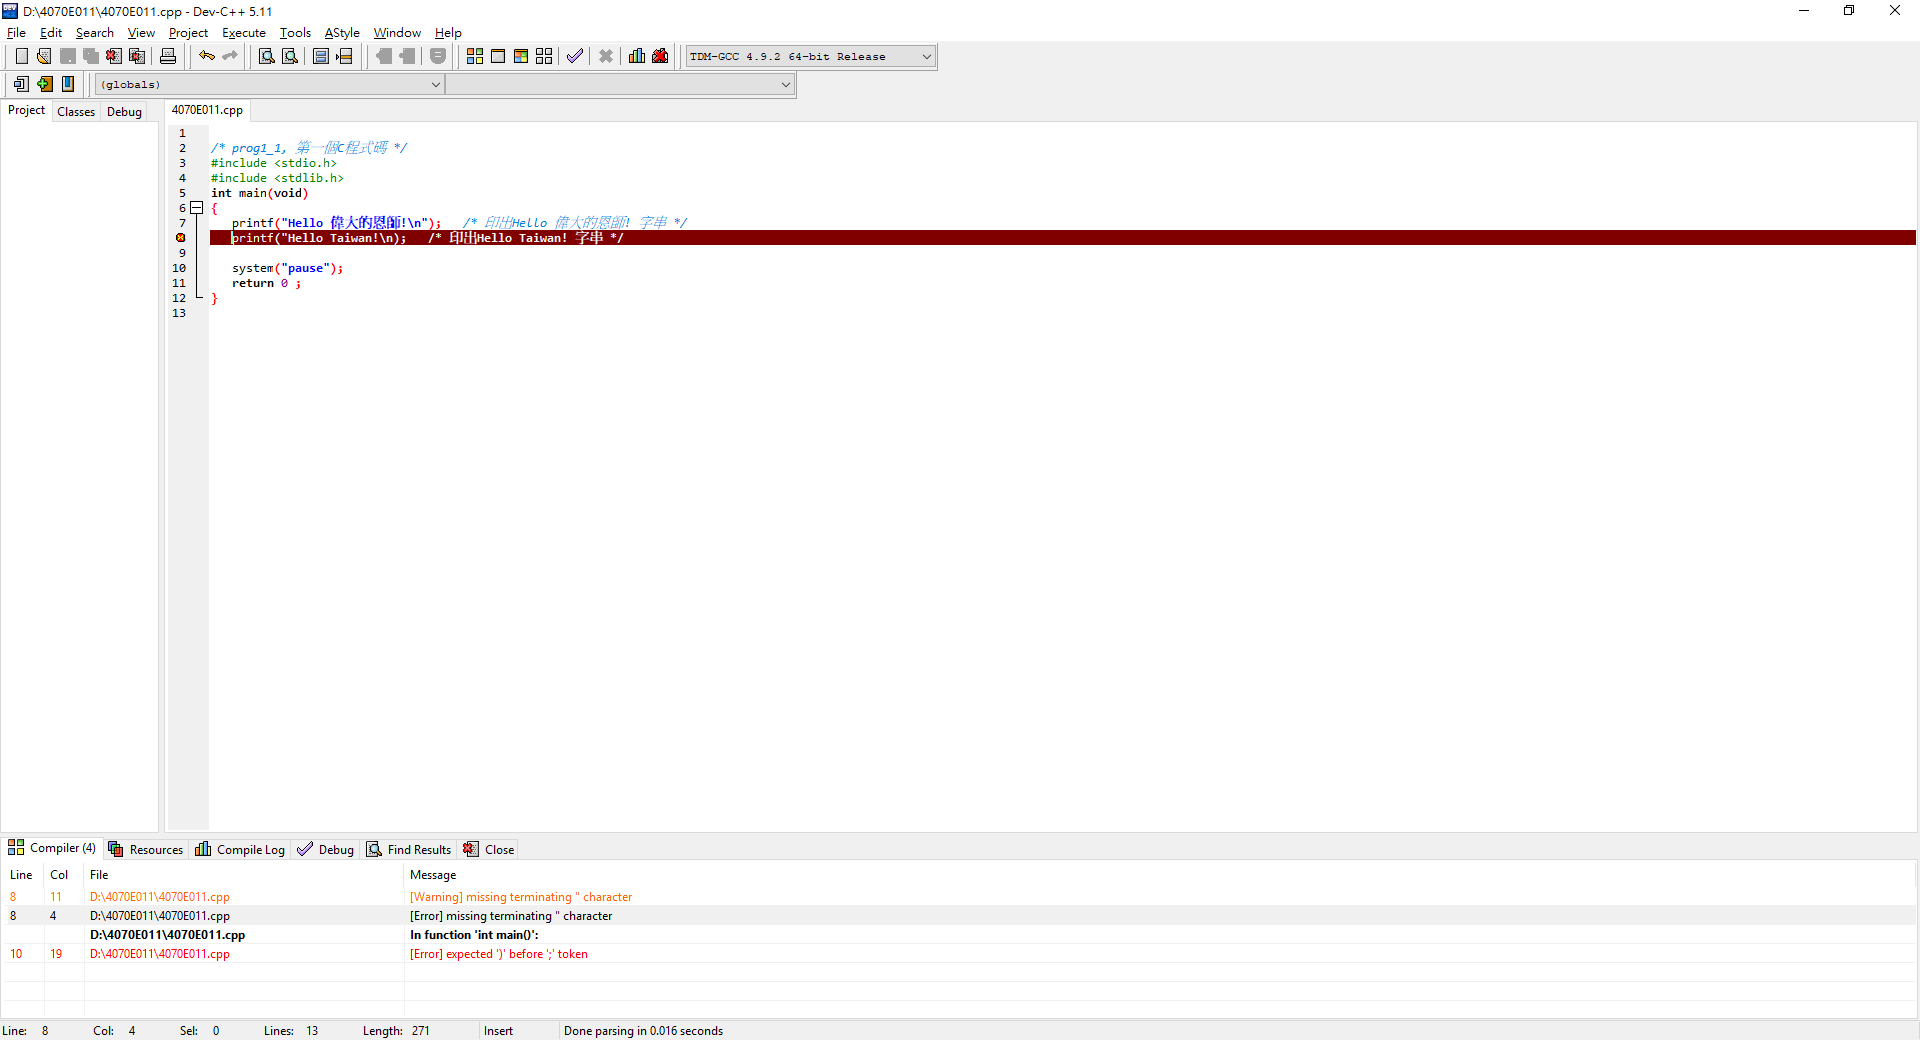 D:\4070E011\4070E011.cpp - Dev-C++ 5.11
File Edit Search View Project Execute Tools AStyle Window Help
TDM-GCC 4.9.2 64-bit Release
(globals)
Project Classes Debug 4070E011.cpp
1
2 /* prog1_1, 第一個C程式碼 */
3 #include <stdio.h>
4 #include <stdlib.h>
5 int main(void)
6 {
7 printf("Hello 偉大的恩師!\n"); /* 印出Hello 偉大的恩師! 字串 */
printf("Hello Taiwan!\n); /* 印出Hello Taiwan! 字串 */
9
10 system("pause");
11 return 0 ;
12 }
13
Compiler (4) Resources Compile Log Debug Find Results Close
Line Col File Message
8 11 D:\4070E011\4070E011.cpp [Warning] missing terminating " character
8 4 D:\4070E011\4070E011.cpp [Error] missing terminating " character
D:\4070E011\4070E011.cpp In function 'int main()':
10 19 D:\4070E011\4070E011.cpp [Error] expected ')' before ';' token
Line: 8 Col: 4 Sel: 0 Lines: 13 Length: 271 Insert Done parsing in 0.016 seconds